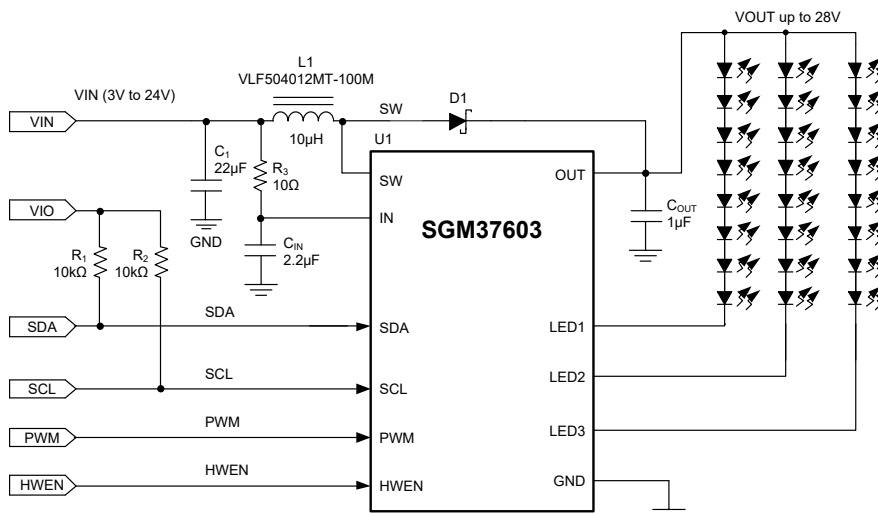 VOUT up to 28V
L1
VLF504012MT-100M
VIN (3V to 24V)
SW
D1
VIN
10µH
U1
C1
22µF
R3
10Ω
SW
OUT
VIO
IN
COUT
1µF
GND
SGM37603
R1
10kΩ
R2
10kΩ
CIN
2.2µF
SDA
SDA
SDA
LED1
SCL
SCL
SCL
LED2
PWM
PWM
PWM
LED3
HWEN
HWEN
HWEN
GND